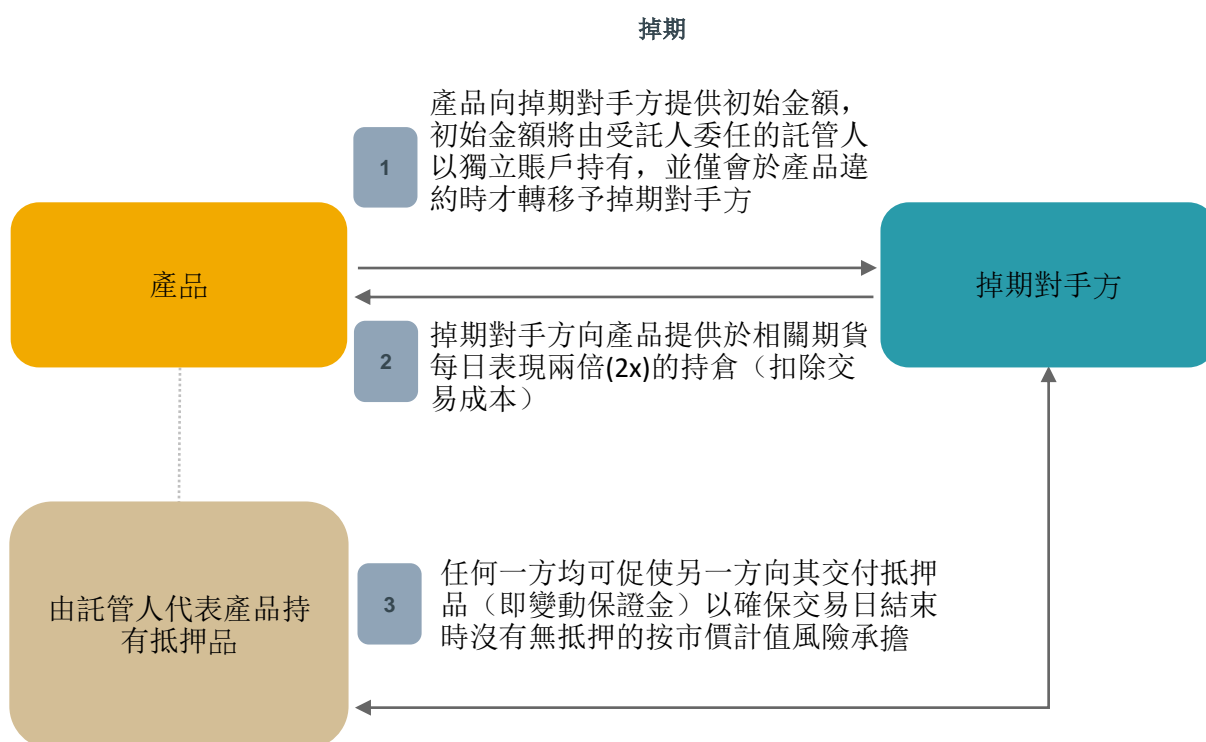 掉期
產品向掉期對手方提供初始金額，
初始金額將由受託人委任的託管人
以獨立賬戶持有，並僅會於產品違
約時才轉移予掉期對手方
1
產品
掉期對手方
2
掉期對手方向產品提供於相關期貨
每日表現兩倍(2x)的持倉（扣除交
易成本）
由託管人代表產品持
有抵押品
3
任何一方均可促使另一方向其交付抵押
品（即變動保證金）以確保交易日結束
時沒有無抵押的按市價計值風險承擔